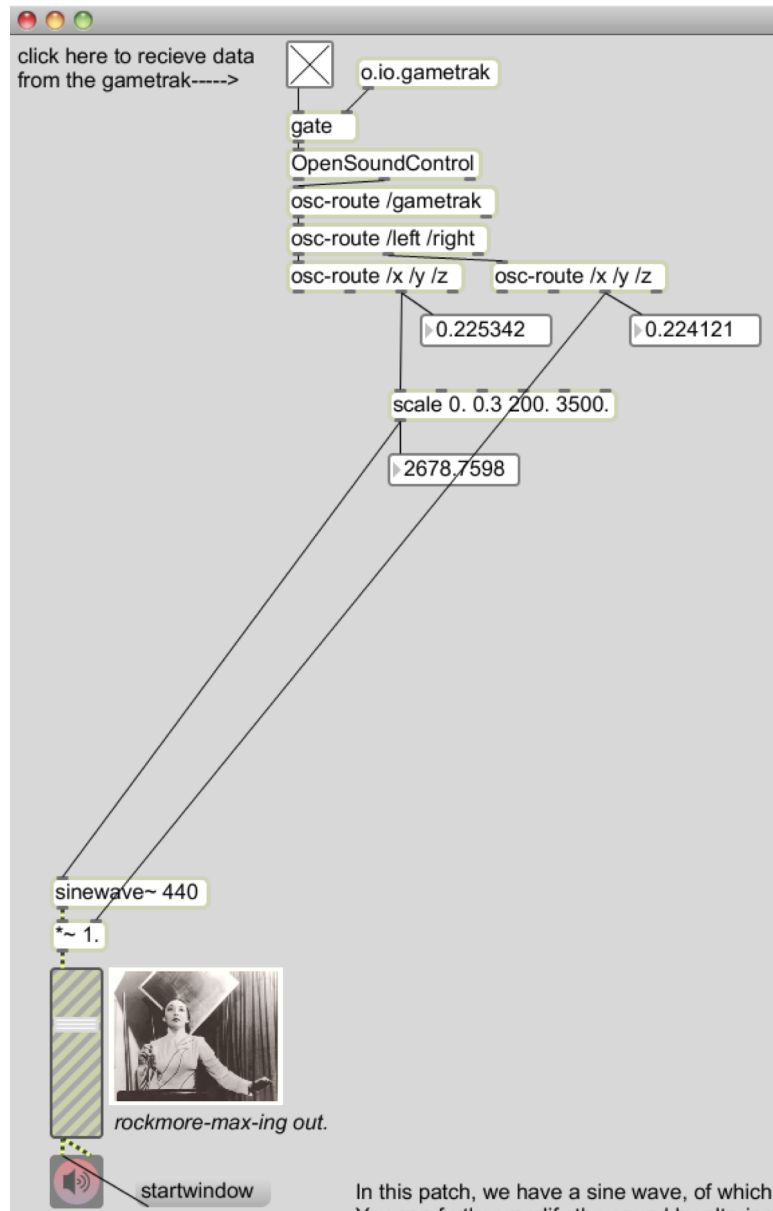 click here to recieve data
from the gametrak----->
o.io.gametrak
gate
OpenSoundControl
osc-route /gametrak
osc-route /left /right
osc-route /x /y /z
osc-route /x /y /z
0.225342
0.224121
scale 0. 0.3 200. 3500.
2678.7598
sinewave~ 440
*~ 1.
rockmore-max-ing out.
startwindow
In this patch, we have a sine wave, of which